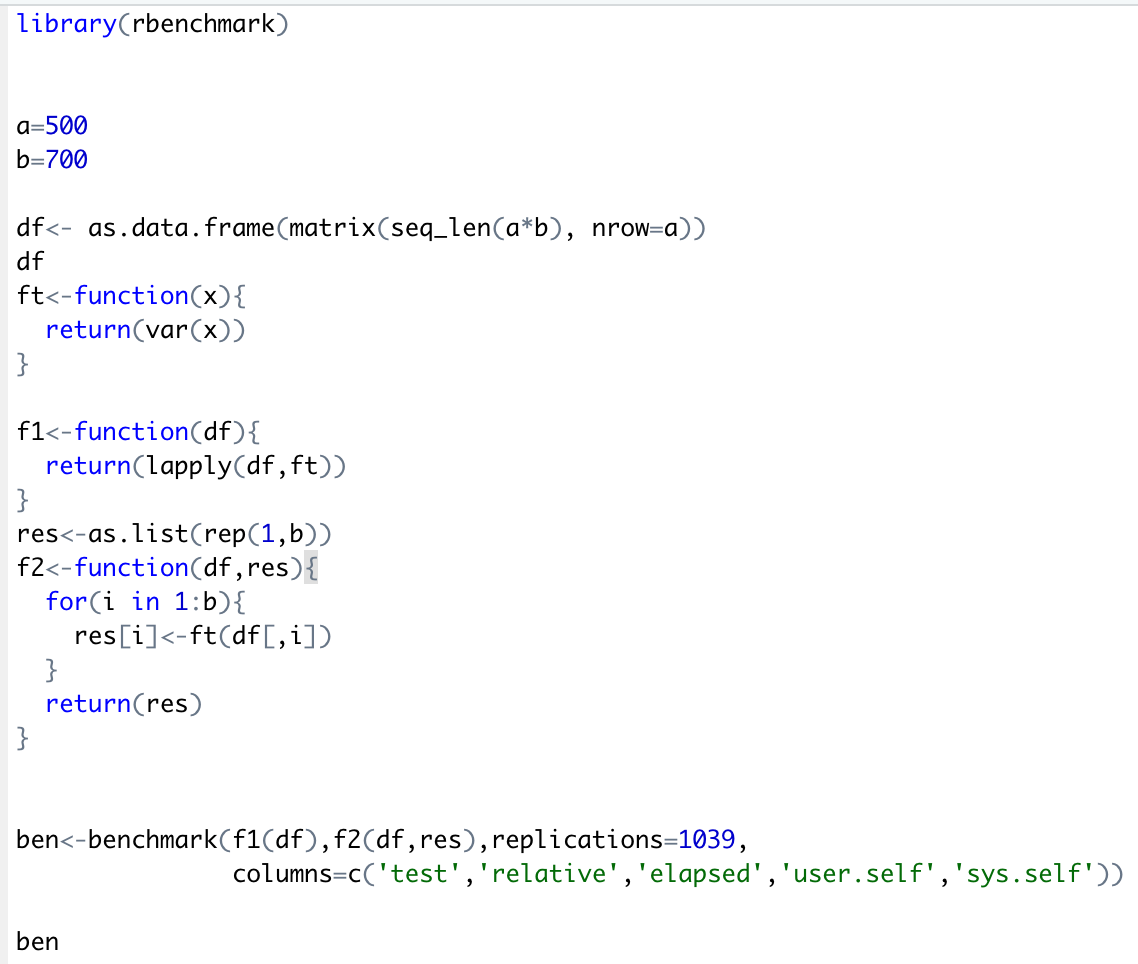 library(rbenchmark)
a=500
b=700
df<- as.data.frame(matrix(seq_len(a*b), nrow=a))
df
ft<-function(x){
  return(var(x))
}
f1<-function(df){
  return(lapply(df,ft))
}
res<-as.list(rep(1,b))
f2<-function(df,res){
  for(i in 1:b){
    res[i]<-ft(df[,i])
  }
  return(res)
}
ben<-benchmark(f1(df),f2(df,res),replications=1039,
               columns=c('test','relative','elapsed','user.self','sys.self'))
ben